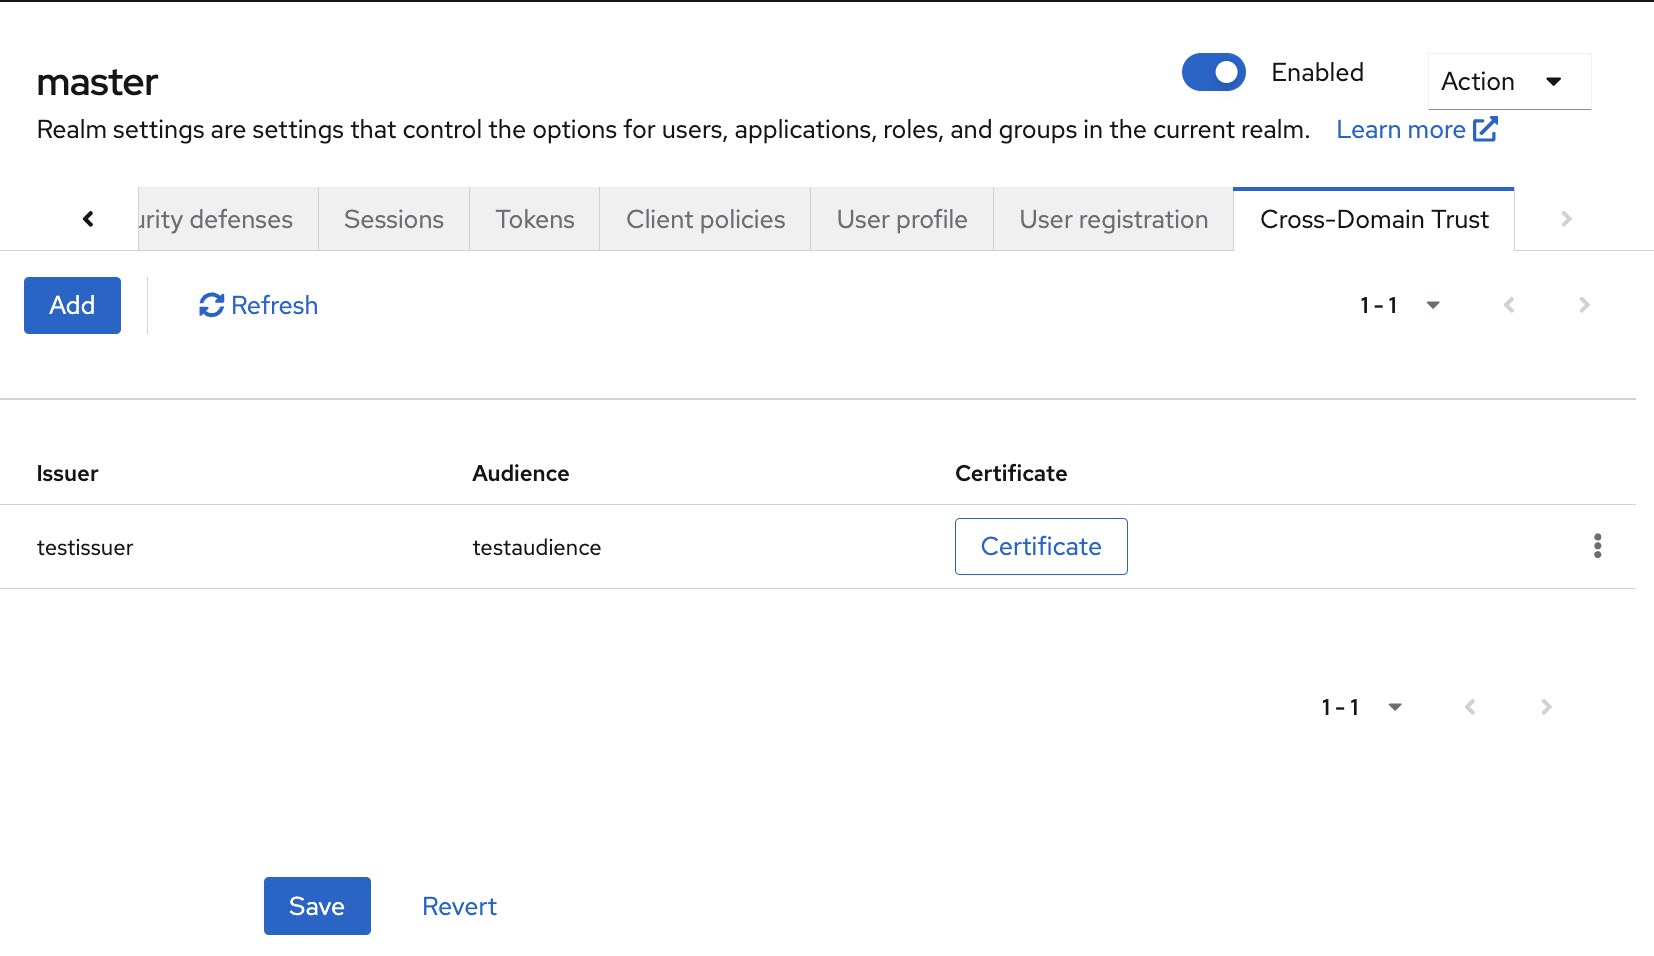 master
Enabled
Action
Realm settings are settings that control the options for users, applications, roles, and groups in the current realm. Learn more
urity defenses
Sessions
Tokens
Client policies
User profile
User registration
Cross-Domain Trust
Add
Refresh
1 - 1
Issuer
Audience
Certificate
testissuer
testaudience
Certificate
1 - 1
Save
Revert